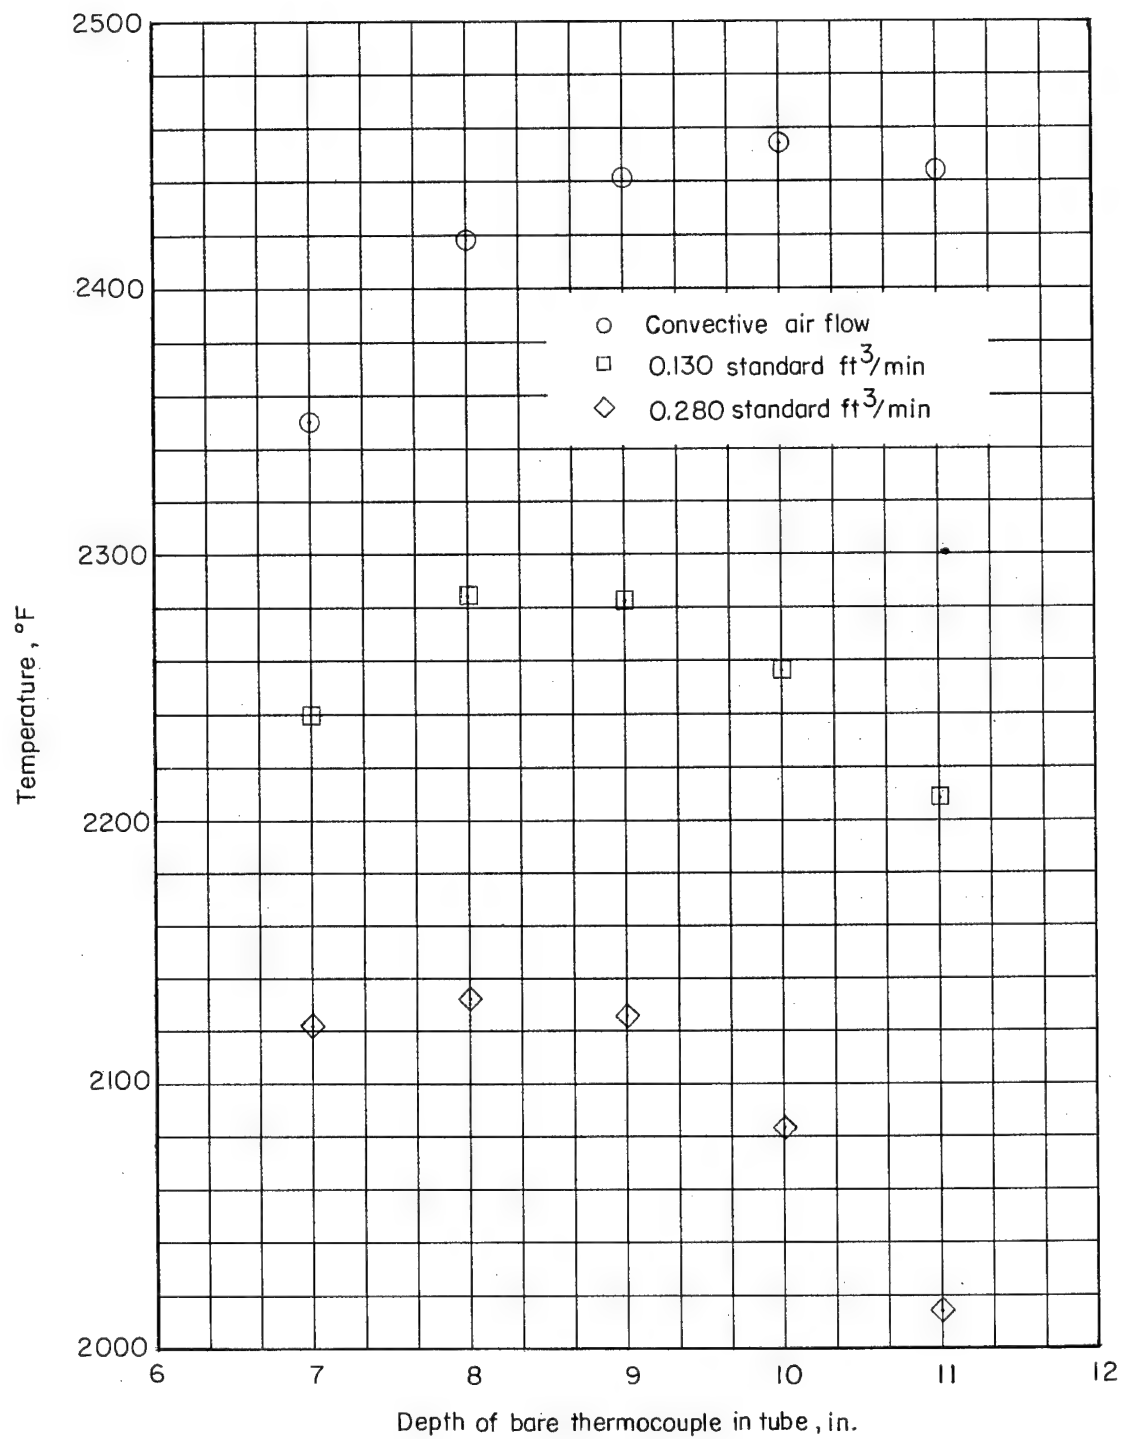 2500
2400
2300
2200
2100
2000
Temperature, °F
○ Convective air flow
□ 0.130 standard ft³/min
◇ 0.280 standard ft³/min
6 7 8 9 10 11 12
Depth of bare thermocouple in tube, in.